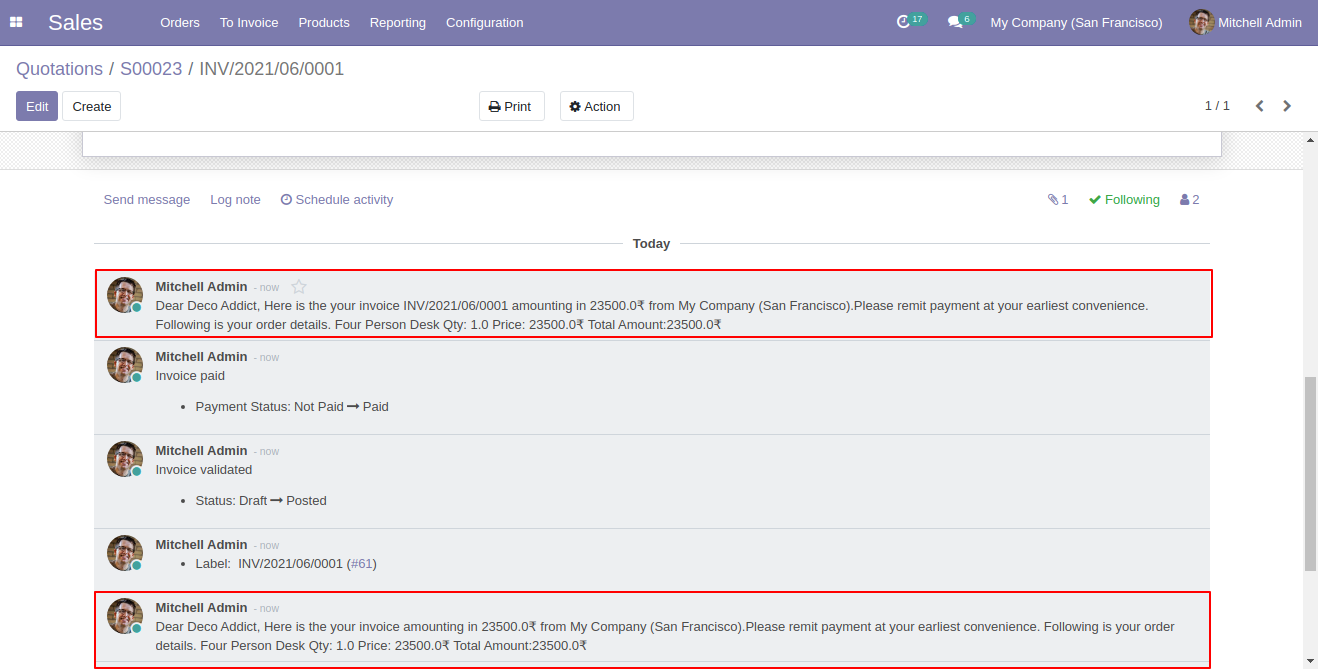 Sales Orders To Invoice Products Reporting Configuration 17 6 My Company (San Francisco) Mitchell Admin
Quotations / S00023 / INV/2021/06/0001
Edit Create Print Action 1 / 1
Send message Log note Schedule activity 1 Following 2
Today
Mitchell Admin - now
Dear Deco Addict, Here is the your invoice INV/2021/06/0001 amounting in 23500.0₹ from My Company (San Francisco).Please remit payment at your earliest convenience.
Following is your order details. Four Person Desk Qty: 1.0 Price: 23500.0₹ Total Amount:23500.0₹
Mitchell Admin - now
Invoice paid
• Payment Status: Not Paid → Paid
Mitchell Admin - now
Invoice validated
• Status: Draft → Posted
Mitchell Admin - now
• Label: INV/2021/06/0001 (#61)
Mitchell Admin - now
Dear Deco Addict, Here is the your invoice amounting in 23500.0₹ from My Company (San Francisco).Please remit payment at your earliest convenience. Following is your order
details. Four Person Desk Qty: 1.0 Price: 23500.0₹ Total Amount:23500.0₹